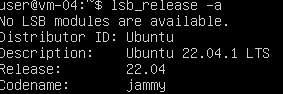 user@vm-04:~$ lsb_release -a
No LSB modules are available.
Distributor ID: Ubuntu
Description:    Ubuntu 22.04.1 LTS
Release:        22.04
Codename:       jammy